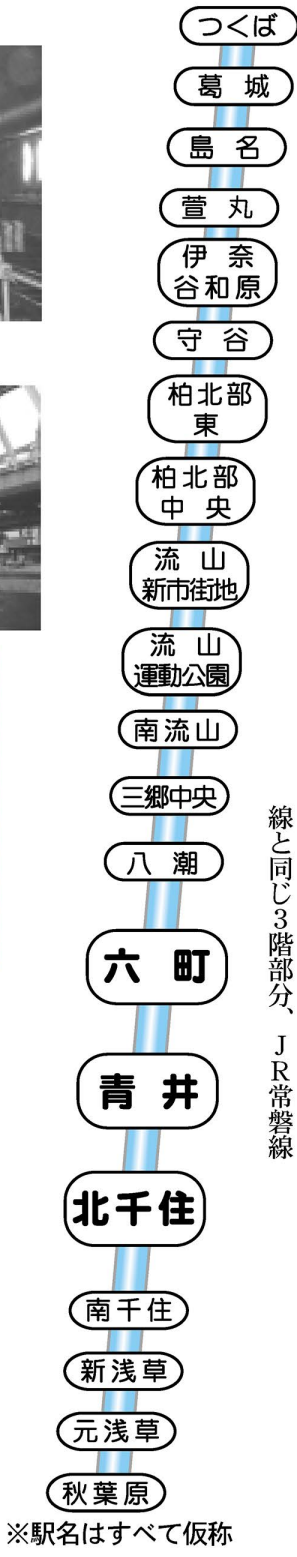 つくば
葛城
島名
萱丸
伊奈
谷和原
守谷
柏北部
東
柏北部
中央
流山
新市街地
流山
運動公園
南流山
三郷中央
八潮
六町
青井
北千住
南千住
新浅草
元浅草
秋葉原
※駅名はすべて仮称
線と同じ3階部分、JR常磐線